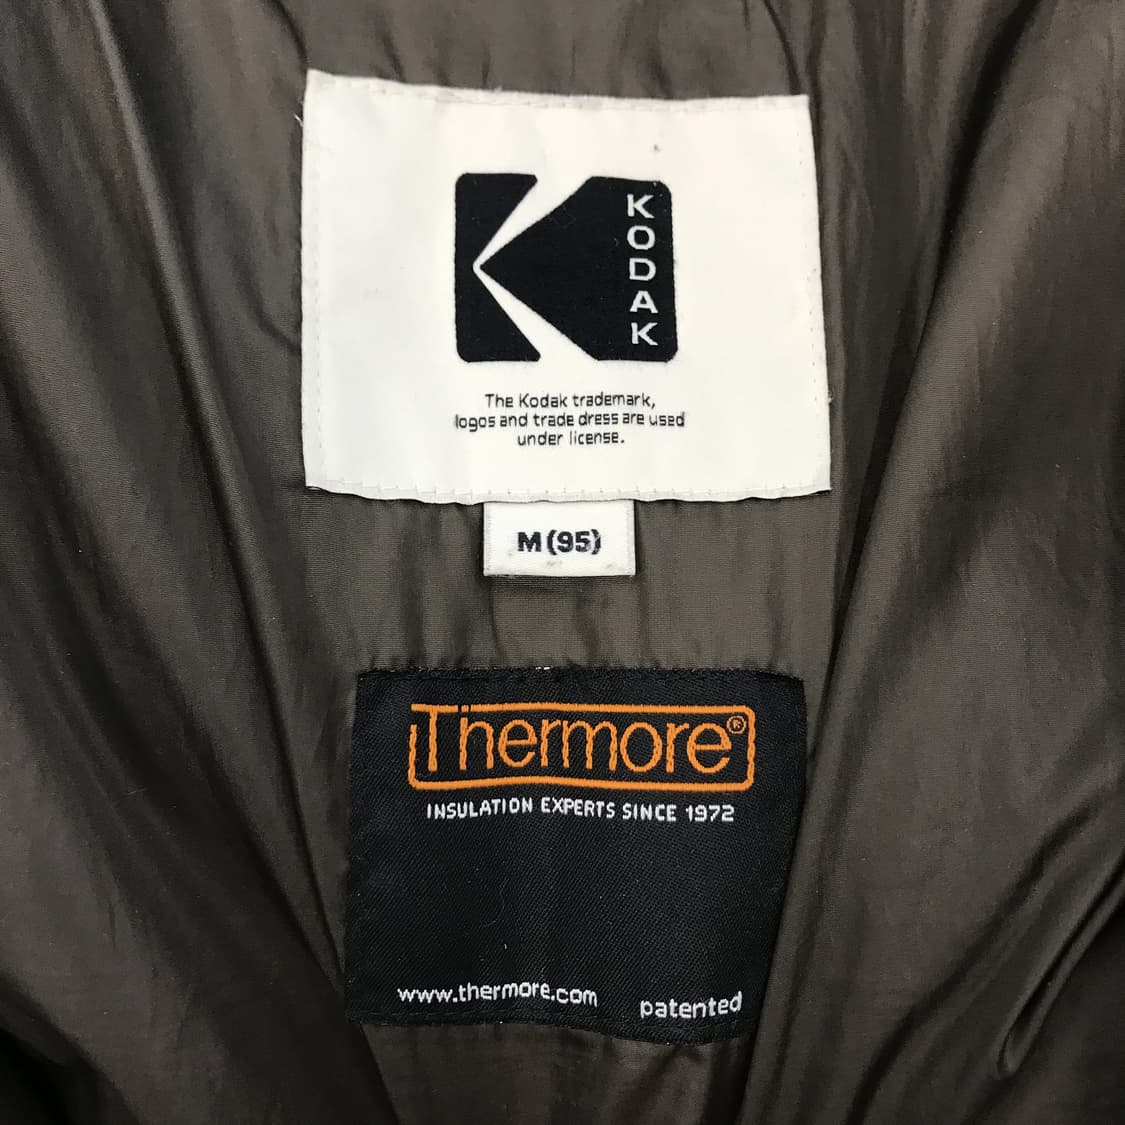 KODAK
The Kodak trademark,
logos and trade dress are used
under license.
M (95)
Thermore®
INSULATION EXPERTS SINCE 1972
www.thermore.com patented